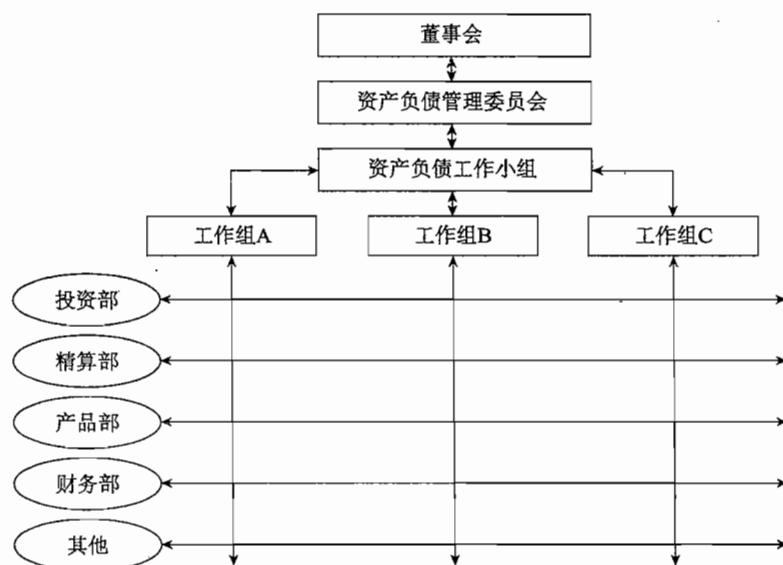 董事会
资产负债管理委员会
资产负债工作小组
工作组A
工作组B
工作组C
投资部
精算部
产品部
财务部
其他